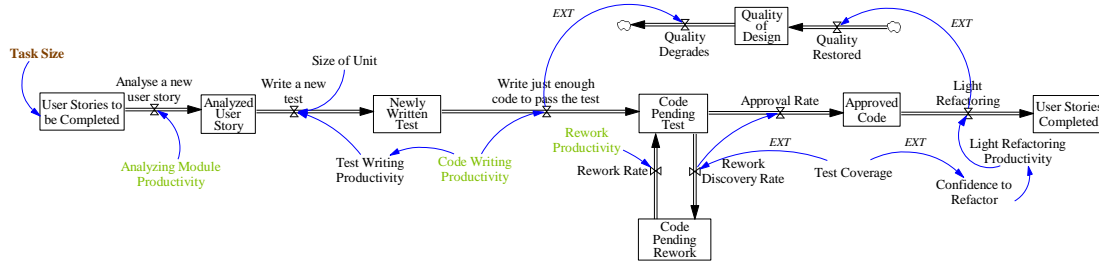 EXT
Quality
Degrades
Quality
of
Design
Quality
Restored
EXT
Task Size
Analyse a new
user story
Write a new
test
Size of Unit
Write just enough
code to pass the test
Light
Refactoring
User Stories to
be Completed
Analyzed
User
Story
Newly
Written
Test
Code
Pending
Test
Approval Rate
Approved
Code
User Stories
Completed
Analyzing Module
Productivity
Test Writing
Productivity
Code Writing
Productivity
Rework
Productivity
Rework Rate
Rework
Discovery Rate
EXT
Test Coverage
EXT
Light Refactoring
Productivity
Confidence to
Refactor
Code
Pending
Rework